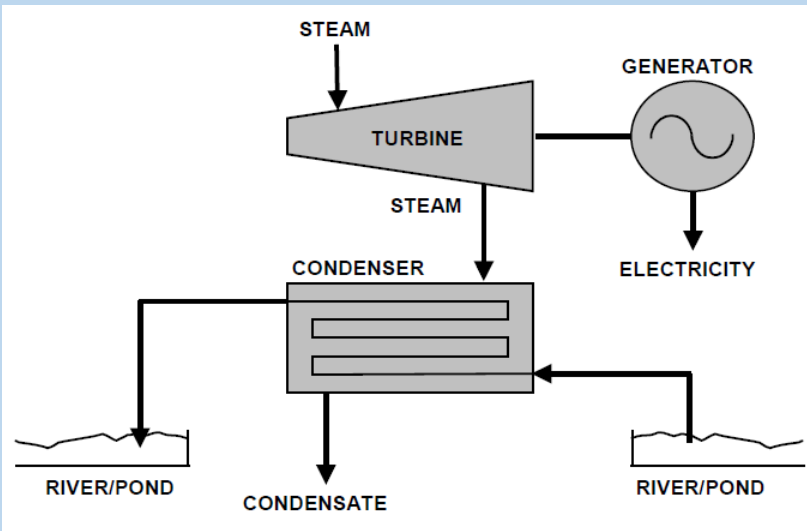 STEAM
GENERATOR
TURBINE
STEAM
CONDENSER
ELECTRICITY
RIVER/POND
RIVER/POND
CONDENSATE